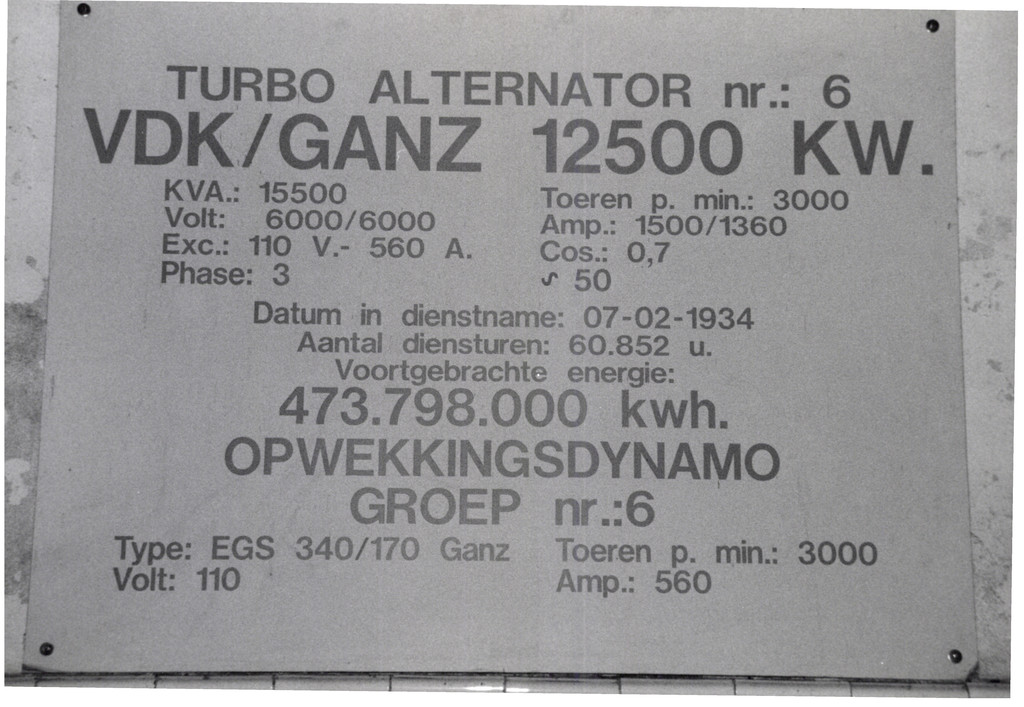 TURBO ALTERNATOR nr.: 6
VDK/GANZ 12500 KW.
KVA.: 15500 Toeren p. min.: 3000
Volt: 6000/6000 Amp.: 1500/1360
Exc.: 110 V.- 560 A. Cos.: 0,7
Phase: 3 ∿ 50
Datum in dienstname: 07-02-1934
Aantal diensturen: 60.852 u.
Voortgebrachte energie:
473.798.000 kwh.
OPWEKKINGSDYNAMO
GROEP nr.:6
Type: EGS 340/170 Ganz Toeren p. min.: 3000
Volt: 110 Amp.: 560